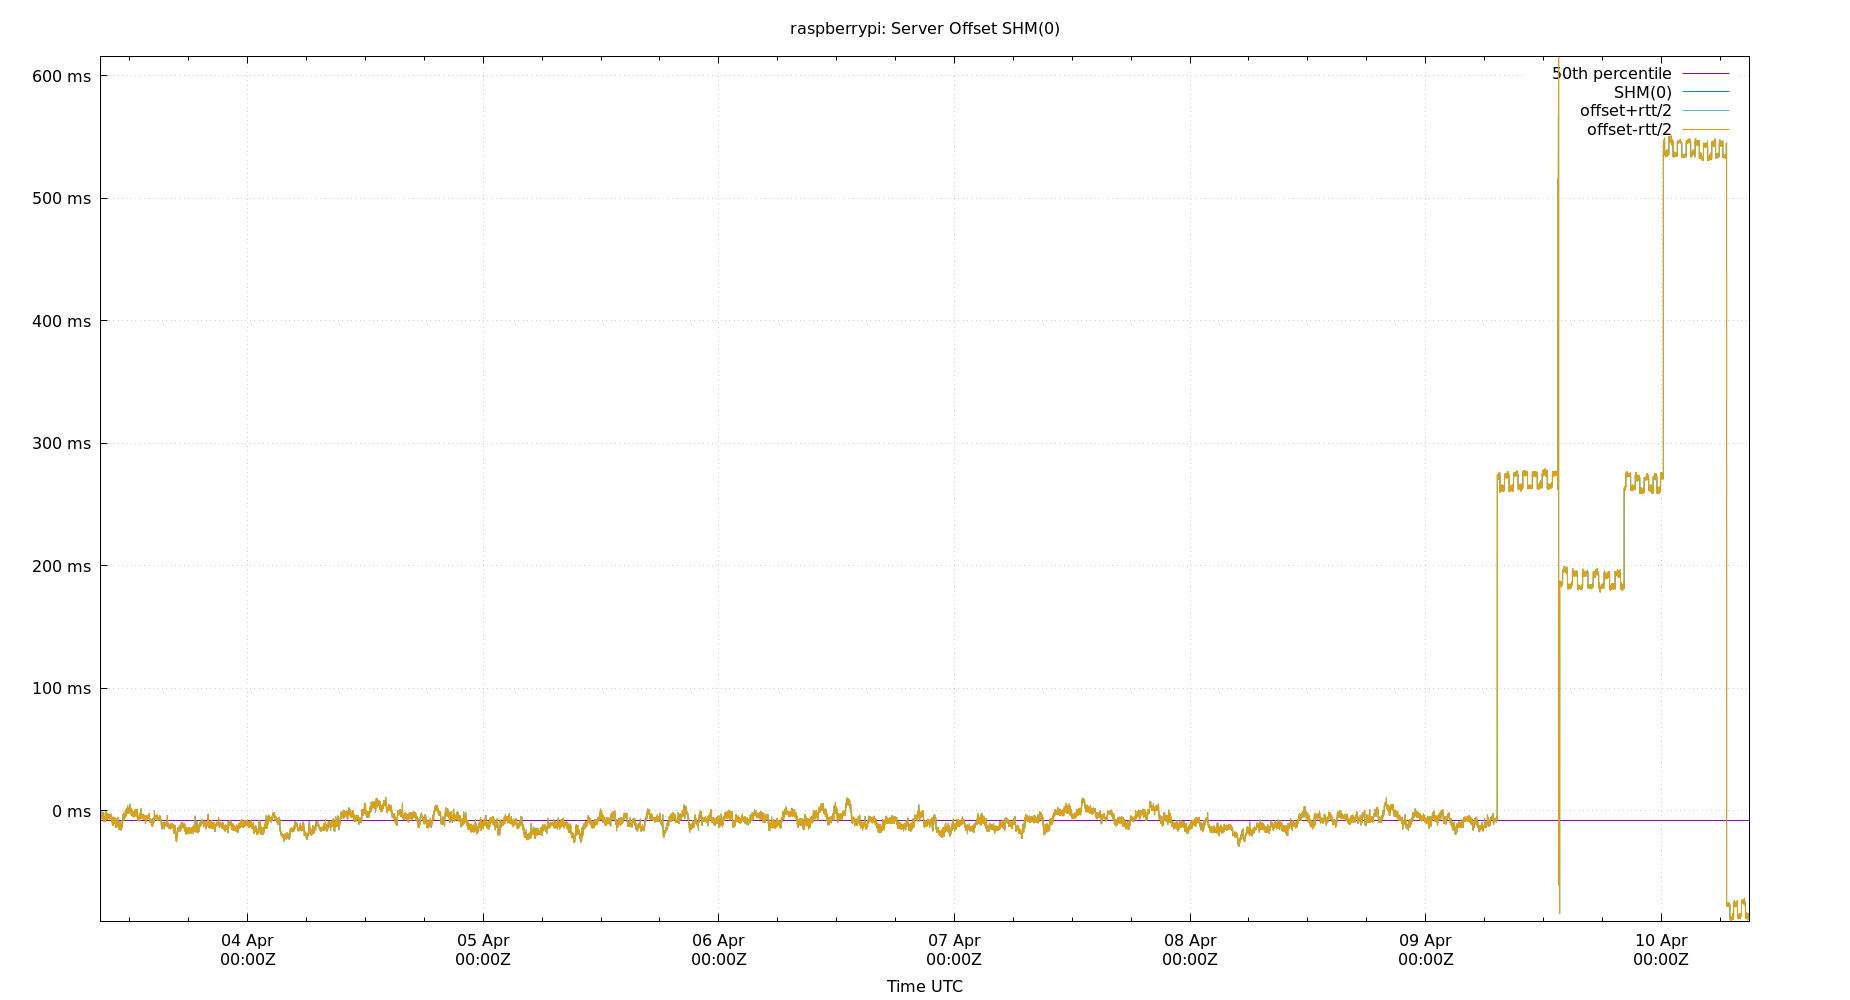 raspberrypi: Server Offset SHM(0)
600 ms
500 ms
400 ms
300 ms
200 ms
100 ms
0 ms
50th percentile
SHM(0)
offset+rtt/2
offset-rtt/2
04 Apr
00:00Z
05 Apr
00:00Z
06 Apr
00:00Z
07 Apr
00:00Z
08 Apr
00:00Z
09 Apr
00:00Z
10 Apr
00:00Z
Time UTC